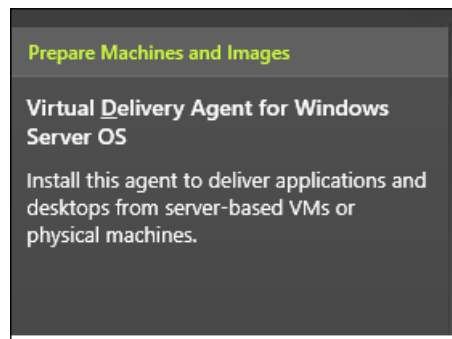 Prepare Machines and Images
Virtual Delivery Agent for Windows
Server OS
Install this agent to deliver applications and
desktops from server-based VMs or
physical machines.